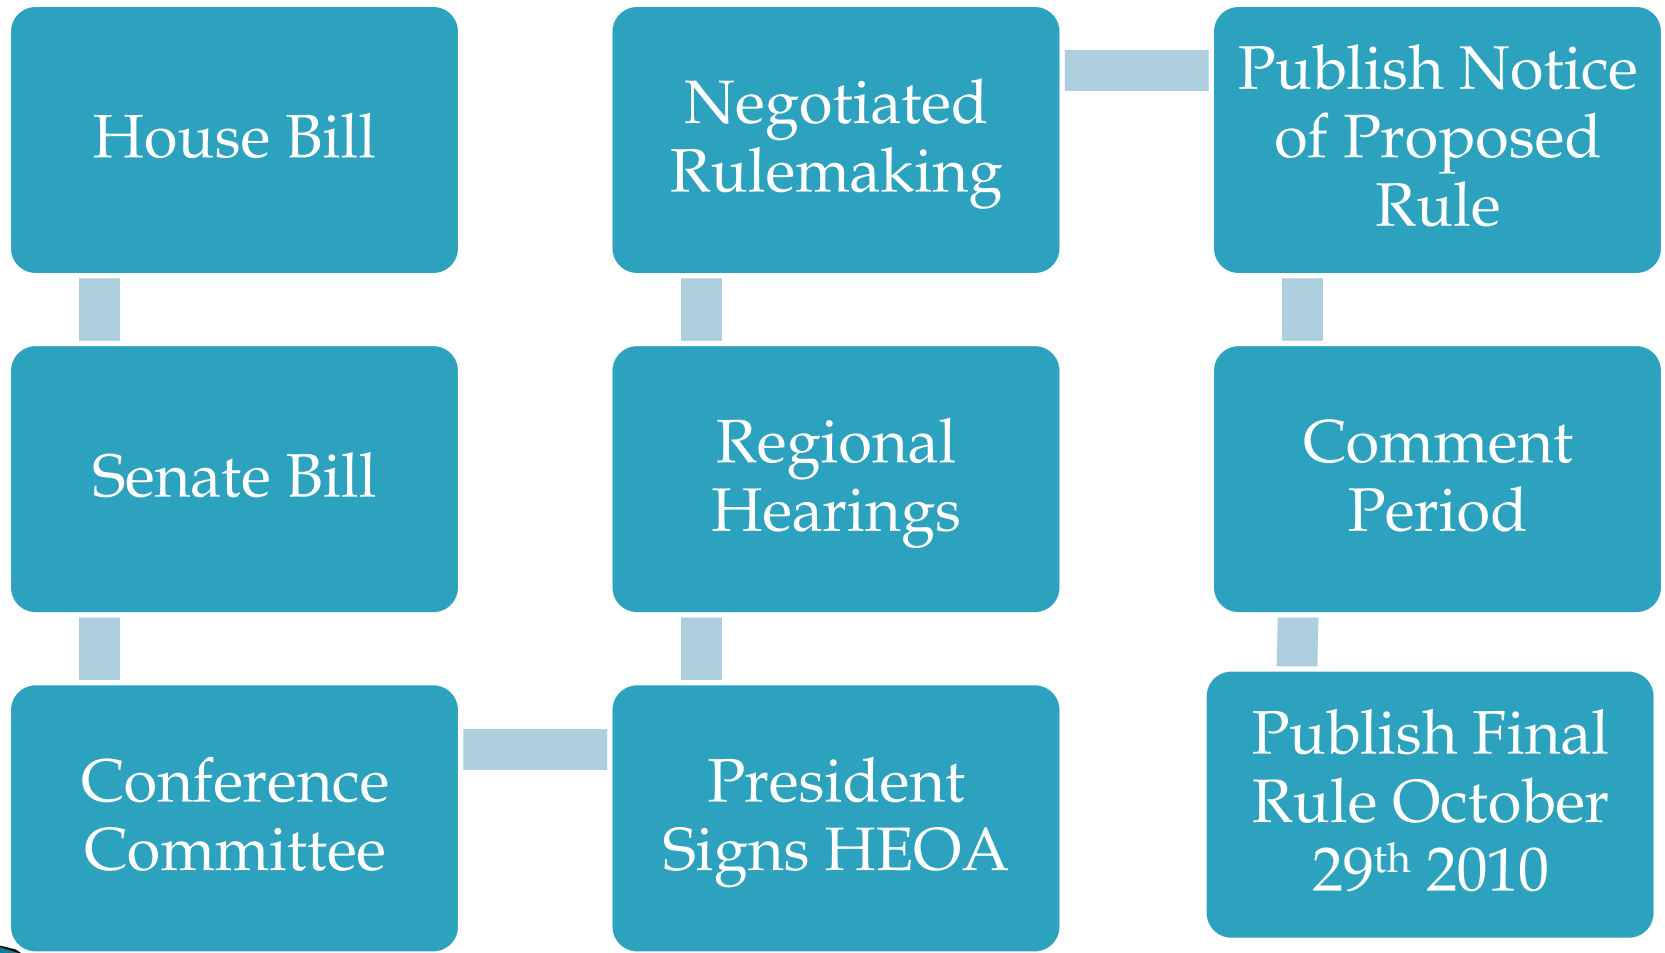 House Bill
Senate Bill
Conference
Committee
President
Signs HEOA
Regional
Hearings
Negotiated
Rulemaking
Publish Notice
of Proposed
Rule
Comment
Period
Publish Final
Rule October
29th 2010